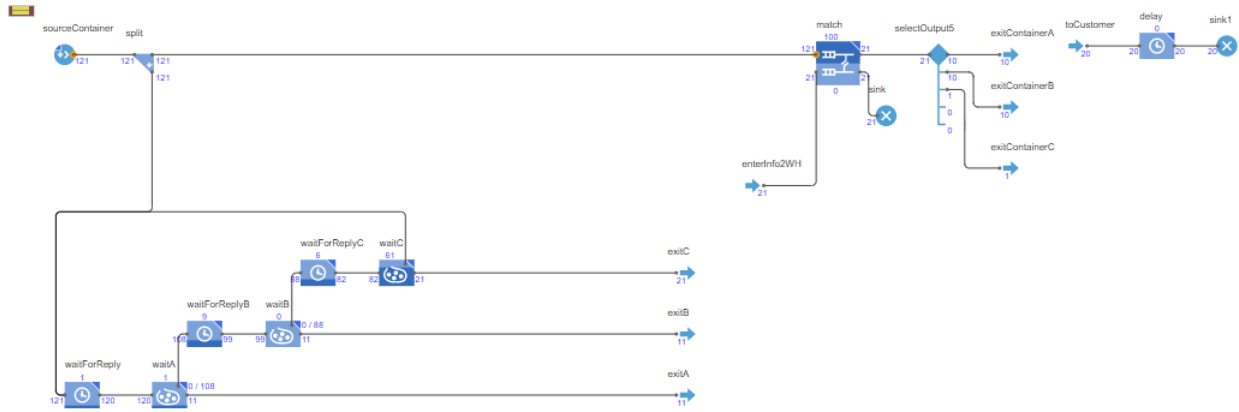 sourceContainer
split
match
selectOutput5
toCustomer
delay
sink1
121
121
121
121
121
100
21
21
10
10
1
0
0
exitContainerA
10
20
0
20
20
20
exitContainerB
10
21
0
21
sink
21
exitContainerC
1
enterInfo2WH
21
waitForReplyC
waitC
exitC
6
61
88
82
82
21
21
waitForReplyB
waitB
exitB
9
0
0 / 88
108
99
99
11
11
waitForReply
waitA
exitA
1
1
0 / 108
121
120
120
11
11